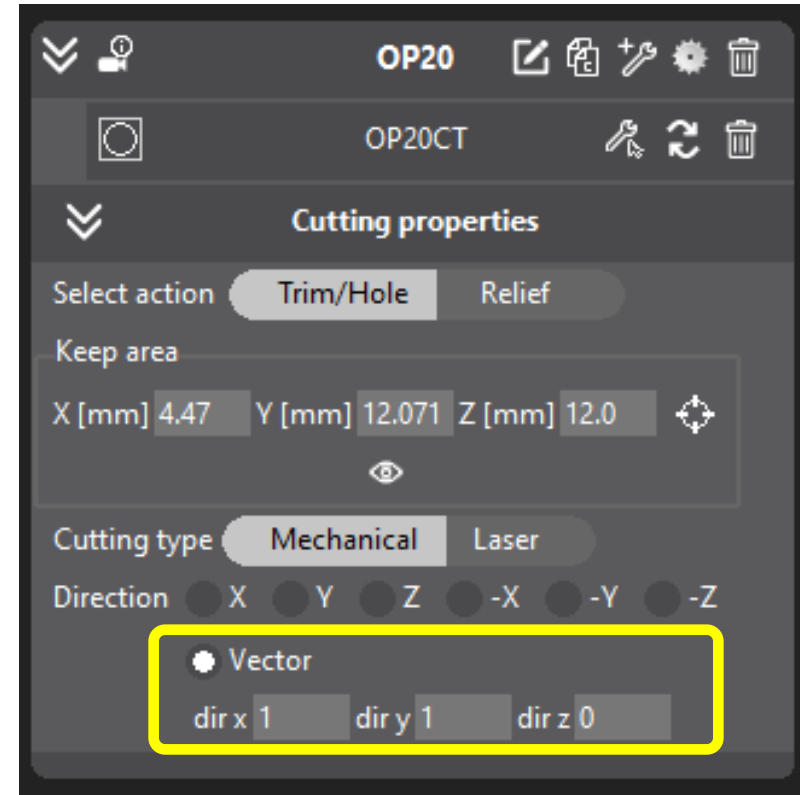 OP20
OP20CT
Cutting properties
Select action Trim/Hole Relief
Keep area
X [mm] 4.47 Y [mm] 12.071 Z [mm] 12.0
Cutting type Mechanical Laser
Direction X Y Z -X -Y -Z
Vector
dir x 1 dir y 1 dir z 0